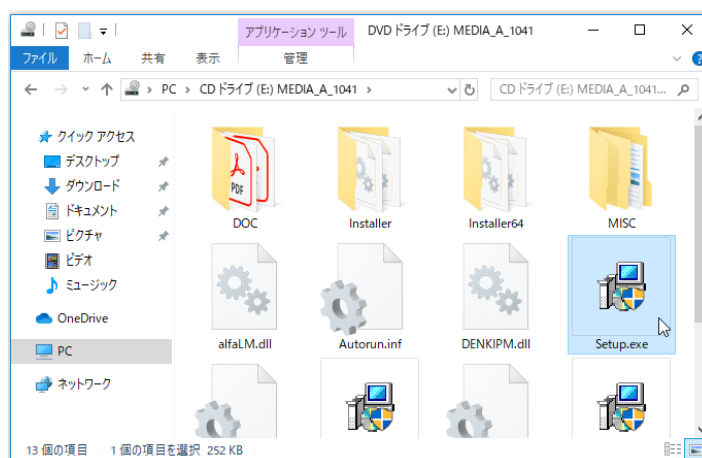 アプリケーション ツール
DVD ドライブ (E:) MEDIA_A_1041
ファイル
ホーム
共有
表示
管理
PC
CD ドライブ (E:) MEDIA_A_1041
CD ドライブ (E:) MEDIA_A_1041...
クイック アクセス
デスクトップ
ダウンロード
ドキュメント
ピクチャ
ビデオ
ミュージック
OneDrive
PC
ネットワーク
PDF
DOC
Installer
Installer64
MISC
alfaLM.dll
Autorun.inf
DENKIPM.dll
Setup.exe
13 個の項目
1 個の項目を選択 252 KB